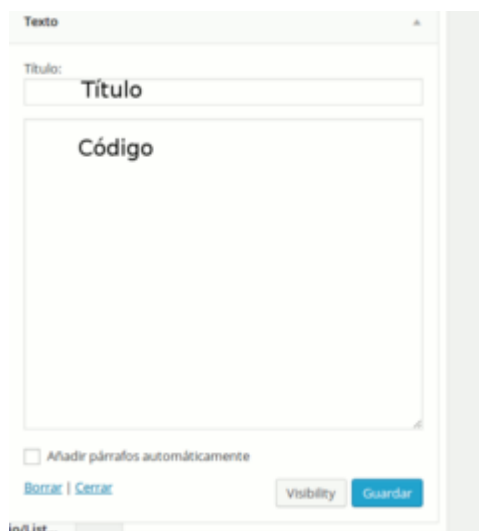 Texto
Título:
Título
Código
Añadir párrafos automáticamente
Borrar | Cerrar
Visibility Guardar